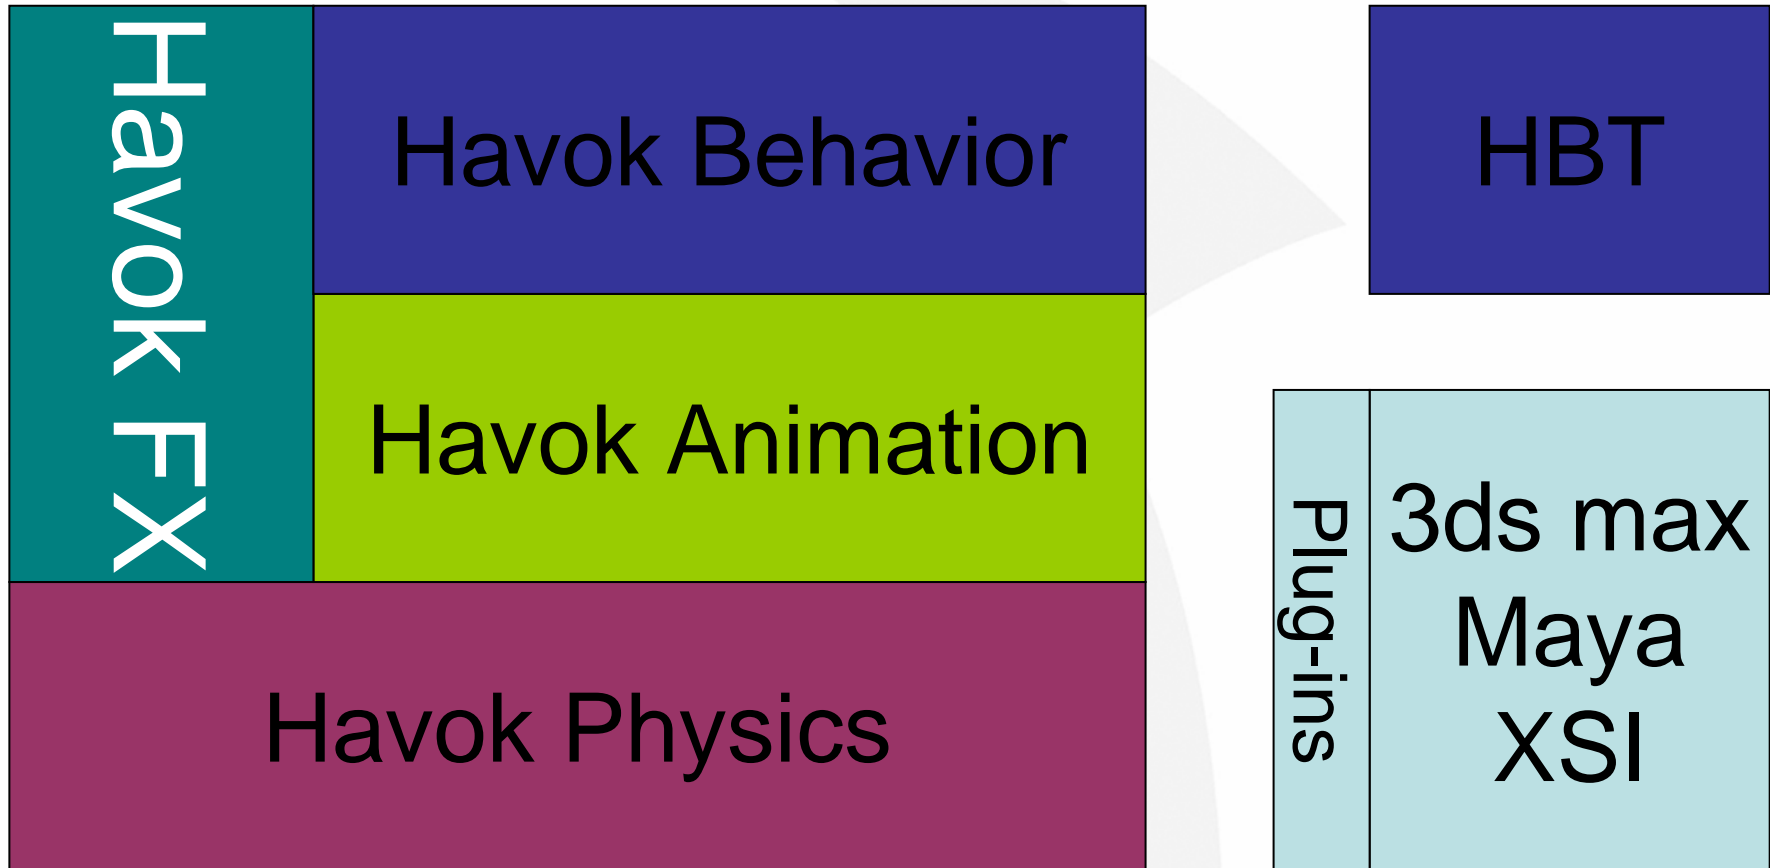 Havok FX
Havok Behavior
HBT
Havok Animation
Plug-ins
3ds max
Maya
XSI
Havok Physics